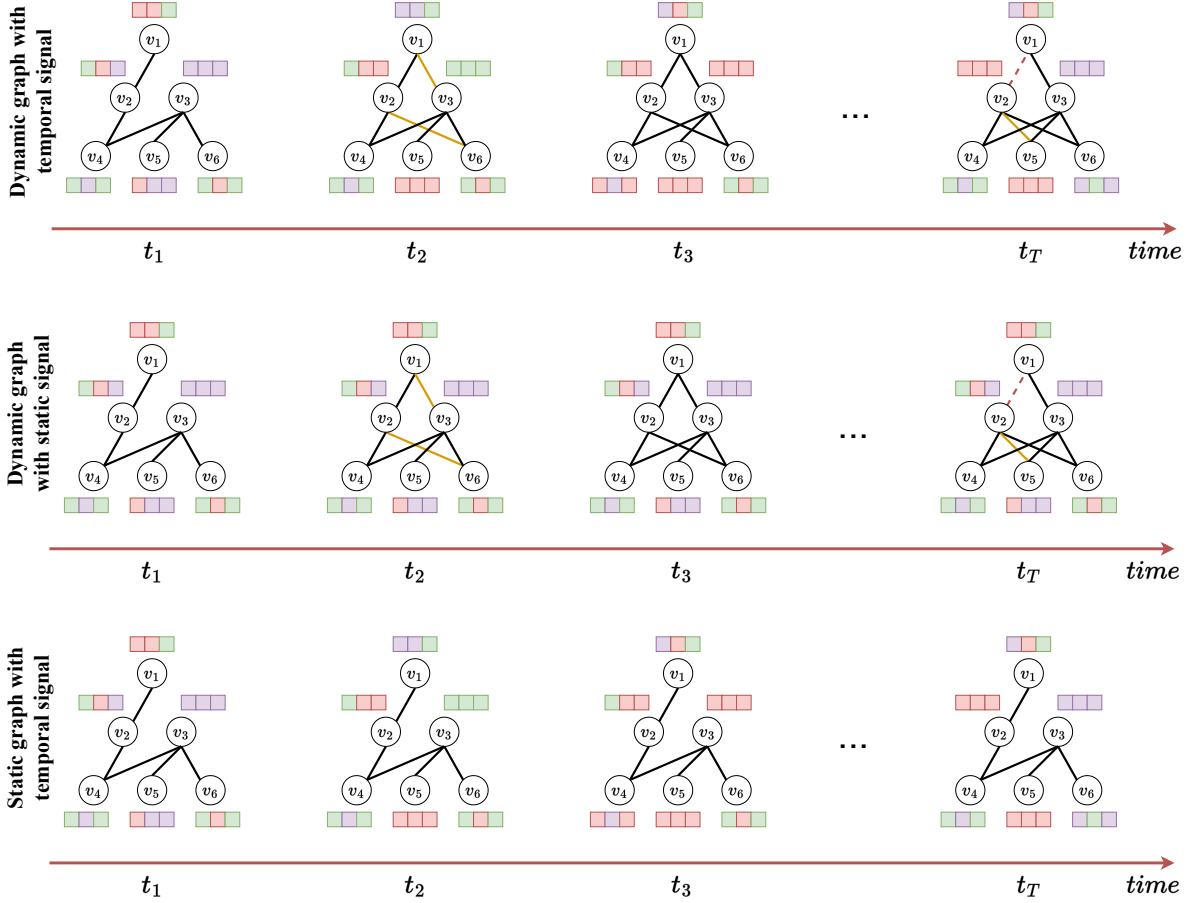 Dynamic graph with
temporal signal
v1
v2 v3
v4 v5 v6
v1
v2 v3
v4 v5 v6
v1
v2 v3
v4 v5 v6
...
v1
v2 v3
v4 v5 v6
t1 t2 t3 tT time
Dynamic graph
with static signal
v1
v2 v3
v4 v5 v6
v1
v2 v3
v4 v5 v6
v1
v2 v3
v4 v5 v6
...
v1
v2 v3
v4 v5 v6
t1 t2 t3 tT time
Static graph with
temporal signal
v1
v2 v3
v4 v5 v6
v1
v2 v3
v4 v5 v6
v1
v2 v3
v4 v5 v6
...
v1
v2 v3
v4 v5 v6
t1 t2 t3 tT time